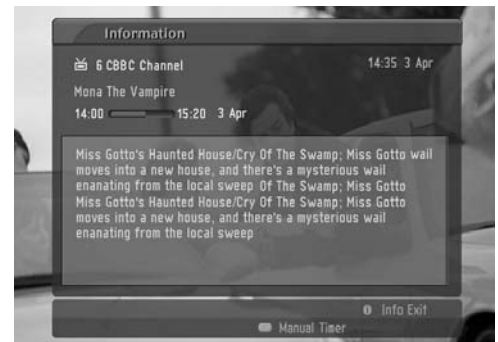 Information
6 CBBC Channel 14:35 3 Apr
Mona The Vampire
14:00 15:20 3 Apr
Miss Gotto's Haunted House/Cry Of The Swamp; Miss Gotto wail
moves into a new house, and there's a mysterious wail
enanating from the local sweep Of The Swamp; Miss Gotto
Miss Gotto's Haunted House/Cry Of The Swamp; Miss Gotto
moves into a new house, and there's a mysterious wail
enanating from the local sweep
Info Exit
Manual Timer